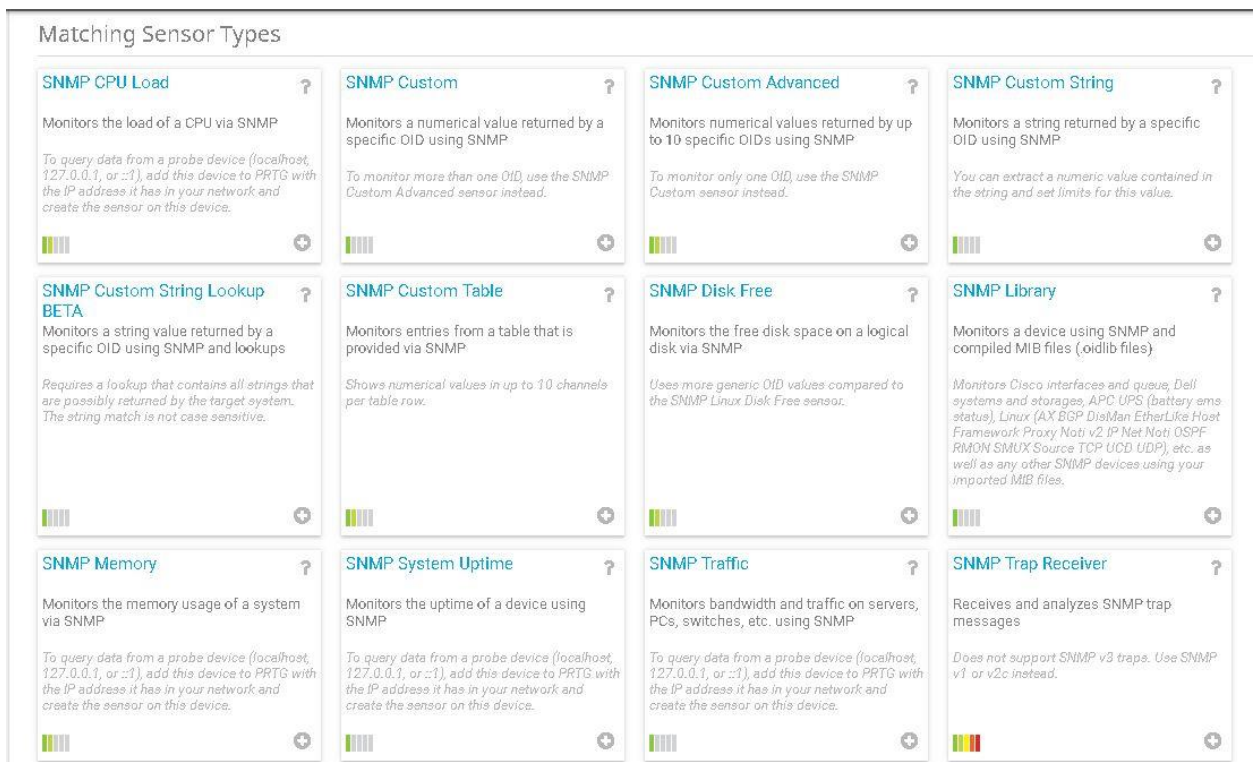 Matching Sensor Types
SNMP CPU Load
?
Monitors the load of a CPU via SNMP
To query data from a probe device (localhost,
127.0.0.1, or ::1), add this device to PRTG with
the IP address it has in your network and
create the sensor on this device.
SNMP Custom
?
Monitors a numerical value returned by a
specific OID using SNMP
To monitor more than one OID, use the SNMP
Custom Advanced sensor instead.
SNMP Custom Advanced
?
Monitors numerical values returned by up
to 10 specific OIDs using SNMP
To monitor only one OID, use the SNMP
Custom sensor instead.
SNMP Custom String
?
Monitors a string returned by a specific
OID using SNMP
You can extract a numeric value contained in
the string and set limits for this value.
SNMP Custom String Lookup
BETA
?
Monitors a string value returned by a
specific OID using SNMP and lookups
Requires a lookup that contains all strings that
are possibly returned by the target system.
The string match is not case sensitive.
SNMP Custom Table
?
Monitors entries from a table that is
provided via SNMP
Shows numerical values in up to 10 channels
per table row.
SNMP Disk Free
?
Monitors the free disk space on a logical
disk via SNMP
Uses more generic OID values compared to
the SNMP Linux Disk Free sensor.
SNMP Library
?
Monitors a device using SNMP and
compiled MIB files (.oidlib files)
Monitors Cisco interfaces and queue, Dell
systems and storages, APC UPS (battery ems
status), Linux (AX BGP DisMan EtherLike Host
Framework Proxy Noti v2 IP Net Noti OSPF
RMON SMUX Source TCP UCD UDP), etc. as
well as any other SNMP devices using your
imported MIB files.
SNMP Memory
?
Monitors the memory usage of a system
via SNMP
To query data from a probe device (localhost,
127.0.0.1, or ::1), add this device to PRTG with
the IP address it has in your network and
create the sensor on this device.
SNMP System Uptime
?
Monitors the uptime of a device using
SNMP
To query data from a probe device (localhost,
127.0.0.1, or ::1), add this device to PRTG with
the IP address it has in your network and
create the sensor on this device.
SNMP Traffic
?
Monitors bandwidth and traffic on servers,
PCs, switches, etc. using SNMP
To query data from a probe device (localhost,
127.0.0.1, or ::1), add this device to PRTG with
the IP address it has in your network and
create the sensor on this device.
SNMP Trap Receiver
?
Receives and analyzes SNMP trap
messages
Does not support SNMP v3 traps. Use SNMP
v1 or v2c instead.